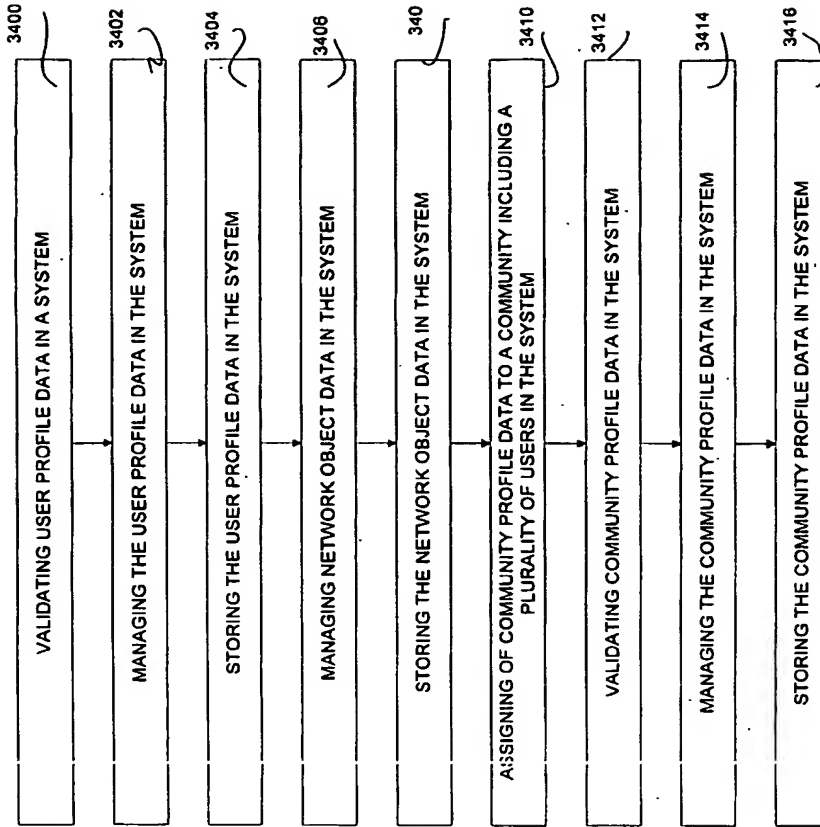 3400
VALIDATING USER PROFILE DATA IN A SYSTEM
3402
MANAGING THE USER PROFILE DATA IN THE SYSTEM
3404
STORING THE USER PROFILE DATA IN THE SYSTEM
3406
MANAGING NETWORK OBJECT DATA IN THE SYSTEM
340
STORING THE NETWORK OBJECT DATA IN THE SYSTEM
3410
ASSIGNING OF COMMUNITY PROFILE DATA TO A COMMUNITY INCLUDING A
PLURALITY OF USERS IN THE SYSTEM
3412
VALIDATING COMMUNITY PROFILE DATA IN THE SYSTEM
3414
MANAGING THE COMMUNITY PROFILE DATA IN THE SYSTEM
3416
STORING THE COMMUNITY PROFILE DATA IN THE SYSTEM